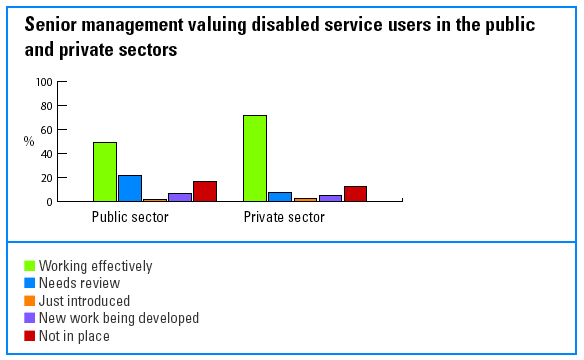 Senior management valuing disabled service users in the public
and private sectors
100
80
60
%
40
20
0
Public sector Private sector
Working effectively
Needs review
Just introduced
New work being developed
Not in place